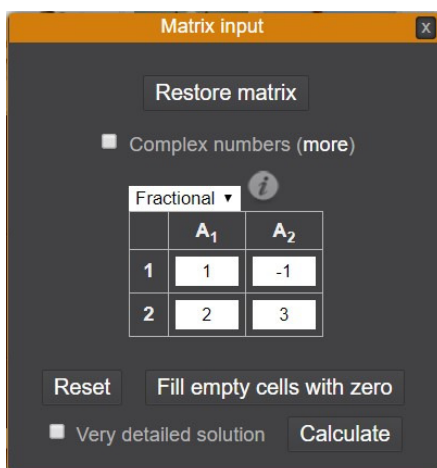 Matrix input x
Restore matrix
Complex numbers (more)
Fractional i
A1 A2
1 1 -1
2 2 3
Reset Fill empty cells with zero
Very detailed solution Calculate